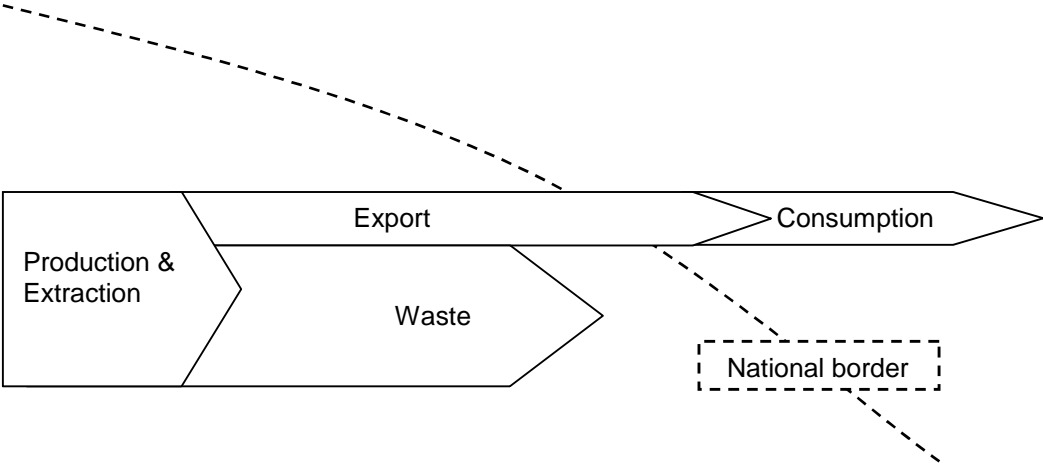 Export
Consumption
Production &
Extraction
Waste
National border